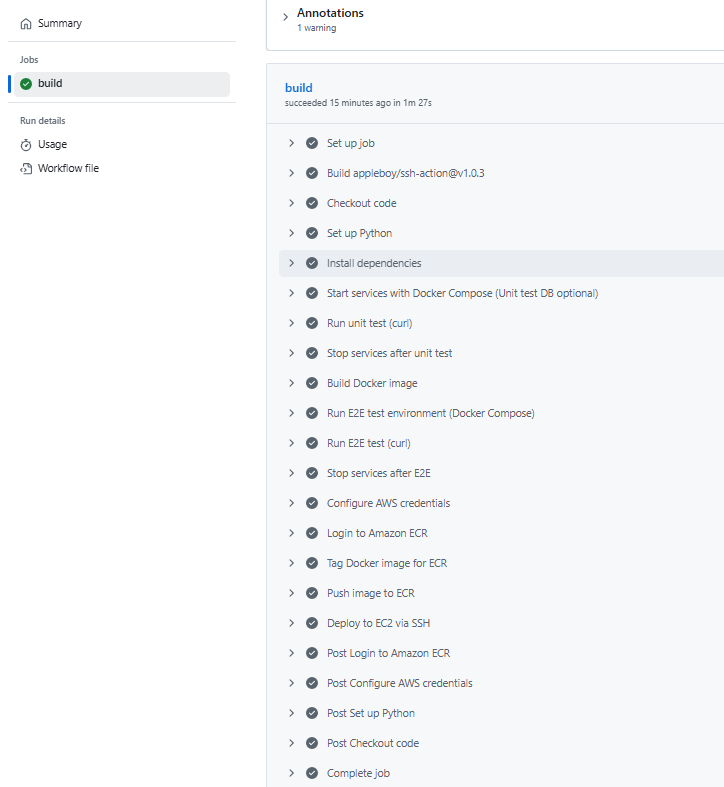 Summary
Jobs
build
Run details
Usage
Workflow file
Annotations
1 warning
build
succeeded 15 minutes ago in 1m 27s
Set up job
Build appleboy/ssh-action@v1.0.3
Checkout code
Set up Python
Install dependencies
Start services with Docker Compose (Unit test DB optional)
Run unit test (curl)
Stop services after unit test
Build Docker image
Run E2E test environment (Docker Compose)
Run E2E test (curl)
Stop services after E2E
Configure AWS credentials
Login to Amazon ECR
Tag Docker image for ECR
Push image to ECR
Deploy to EC2 via SSH
Post Login to Amazon ECR
Post Configure AWS credentials
Post Set up Python
Post Checkout code
Complete job